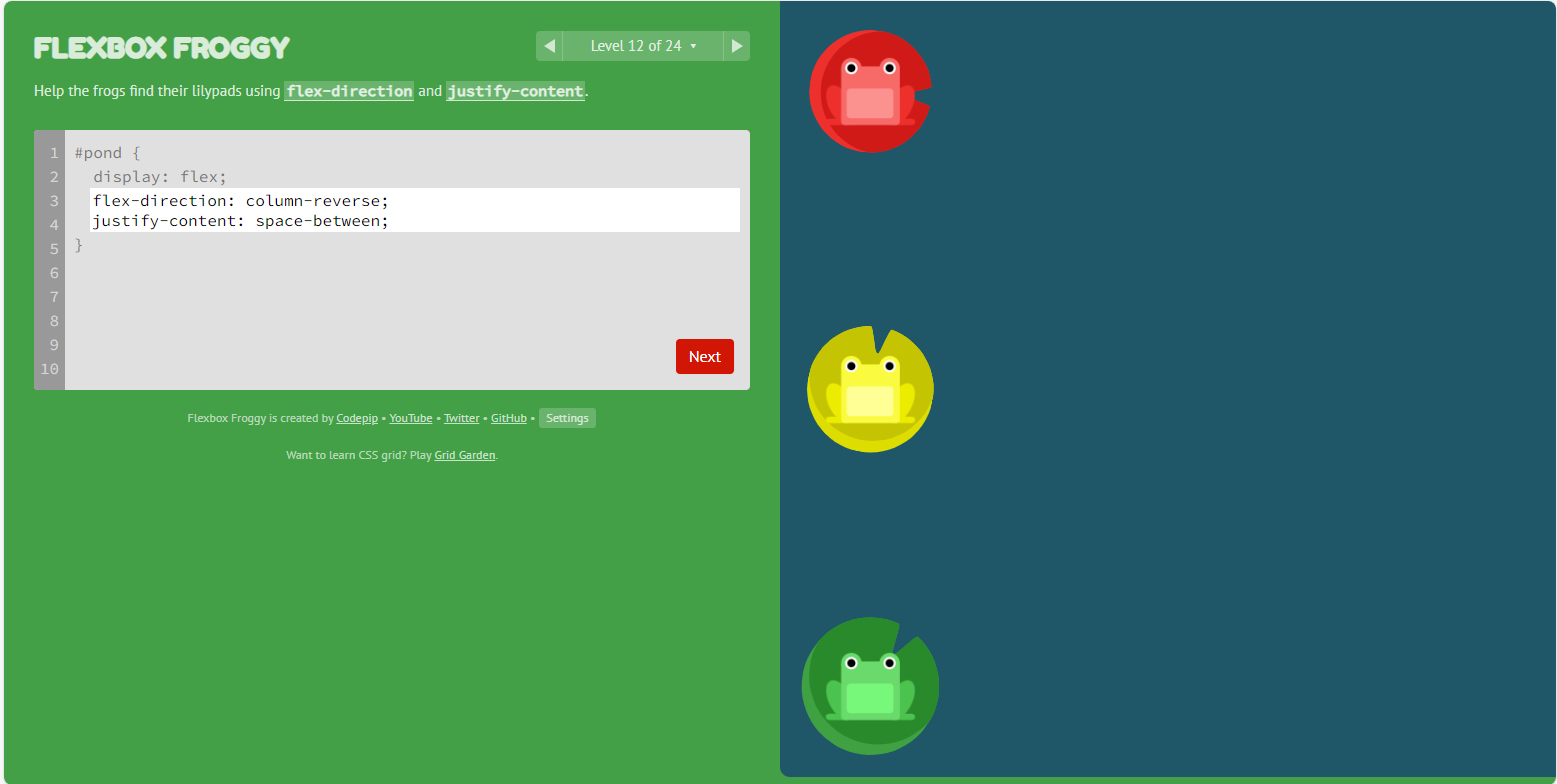 FLEXBOX FROGGY
◀ Level 12 of 24 ▾ ▶
Help the frogs find their lilypads using flex-direction and justify-content.
1 #pond {
2 display: flex;
3 flex-direction: column-reverse;
4 justify-content: space-between;
5 }
6
7
8
9
10
Next
Flexbox Froggy is created by Codepip • YouTube • Twitter • GitHub • Settings
Want to learn CSS grid? Play Grid Garden.